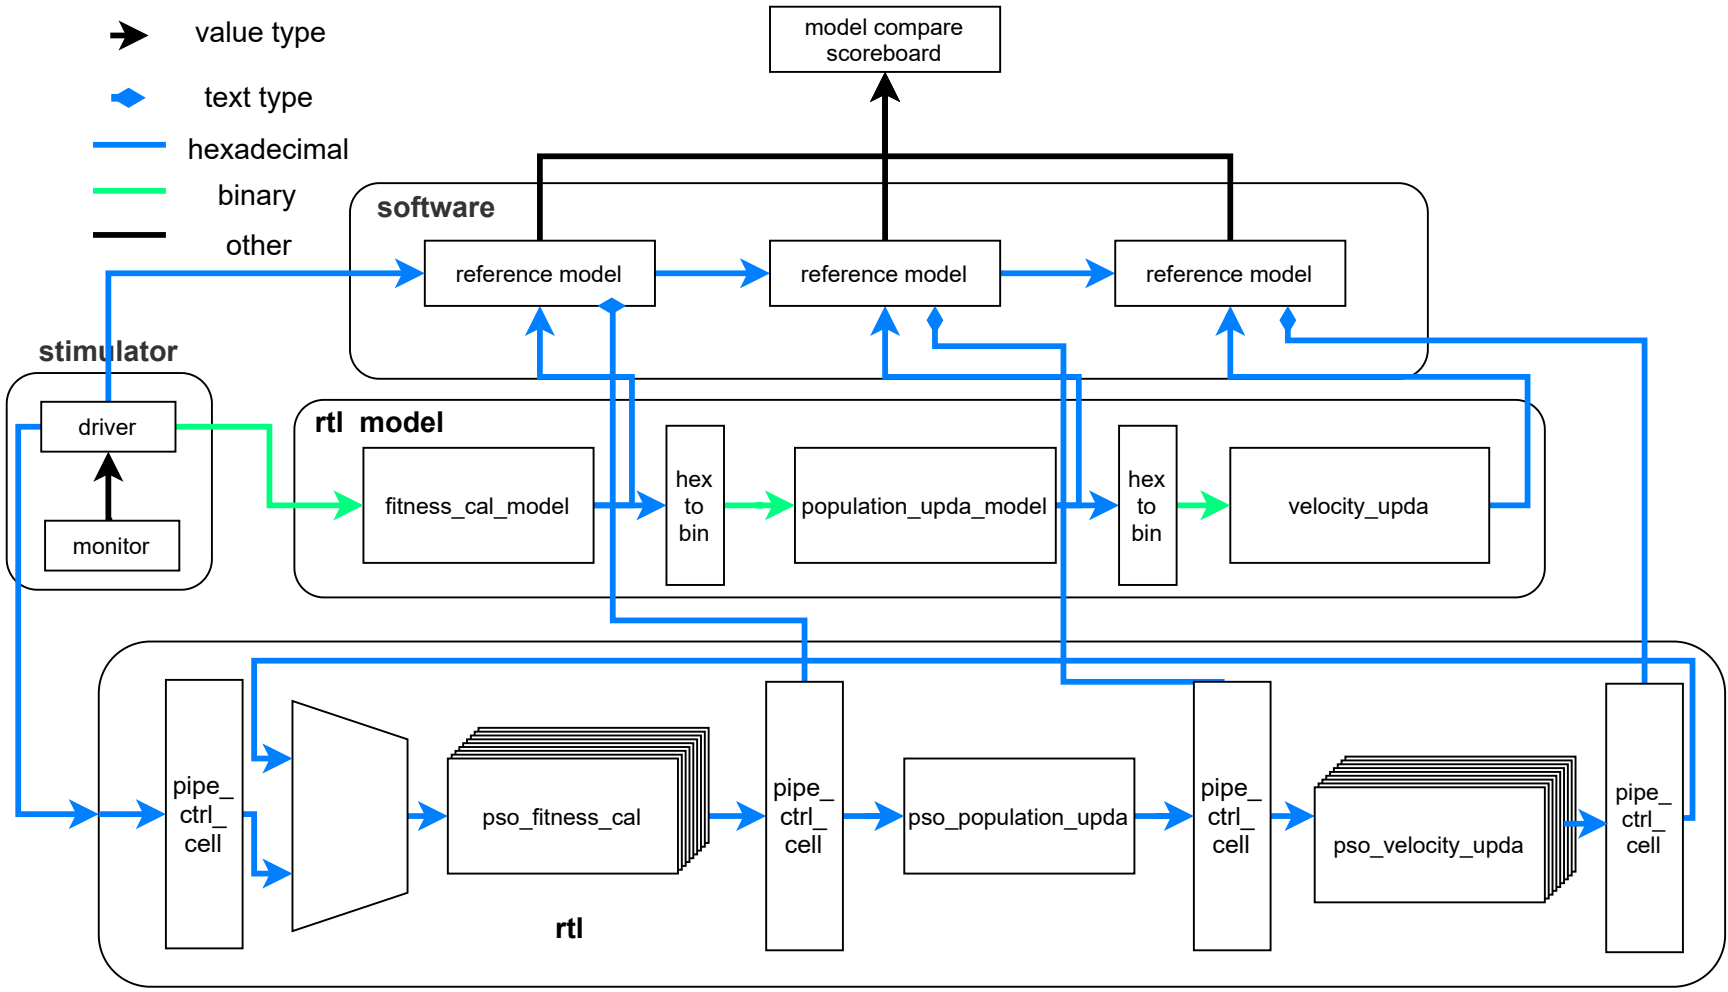 value type
text type
hexadecimal
binary
other
model compare
scoreboard
software
reference model
reference model
reference model
stimulator
driver
monitor
rtl model
fitness_cal_model
hex
to
bin
population_upda_model
hex
to
bin
velocity_upda
pipe_
ctrl_
cell
pso_fitness_cal
pipe_
ctrl_
cell
pso_population_upda
pipe_
ctrl_
cell
pso_velocity_upda
pipe_
ctrl_
cell
rtl